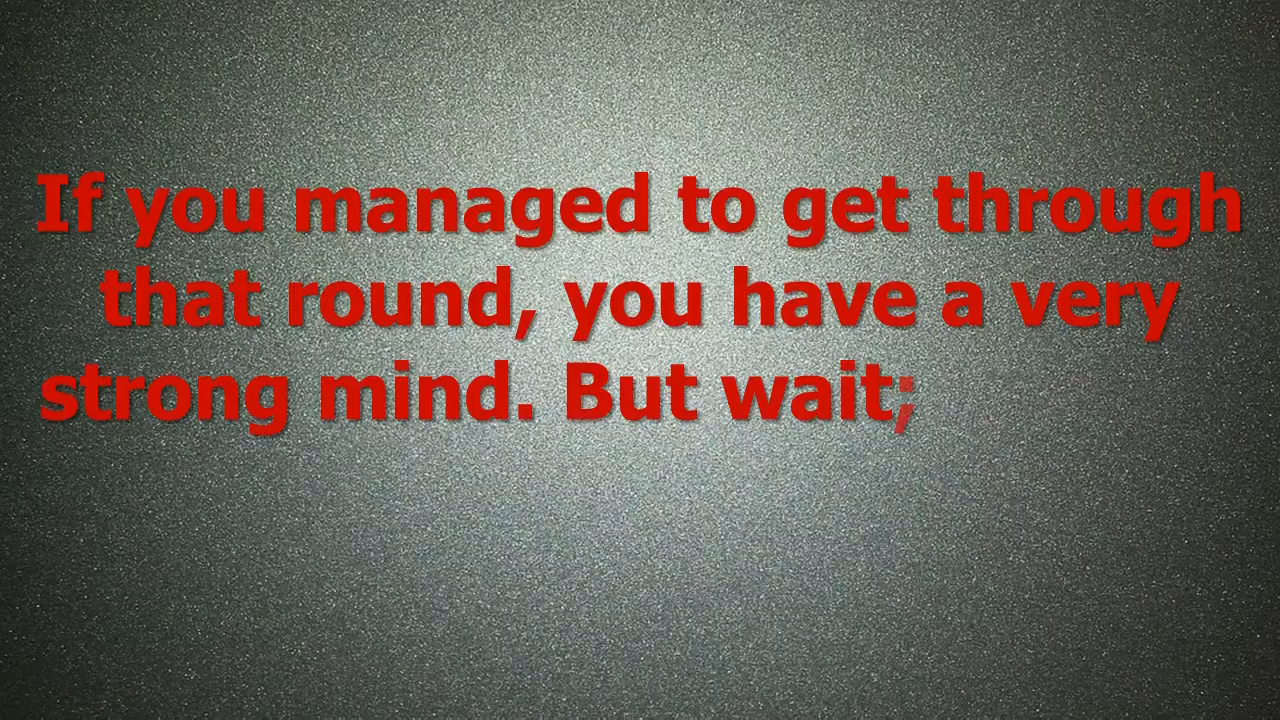 If you managed to get through
that round, you have a very
strong mind. But wait;